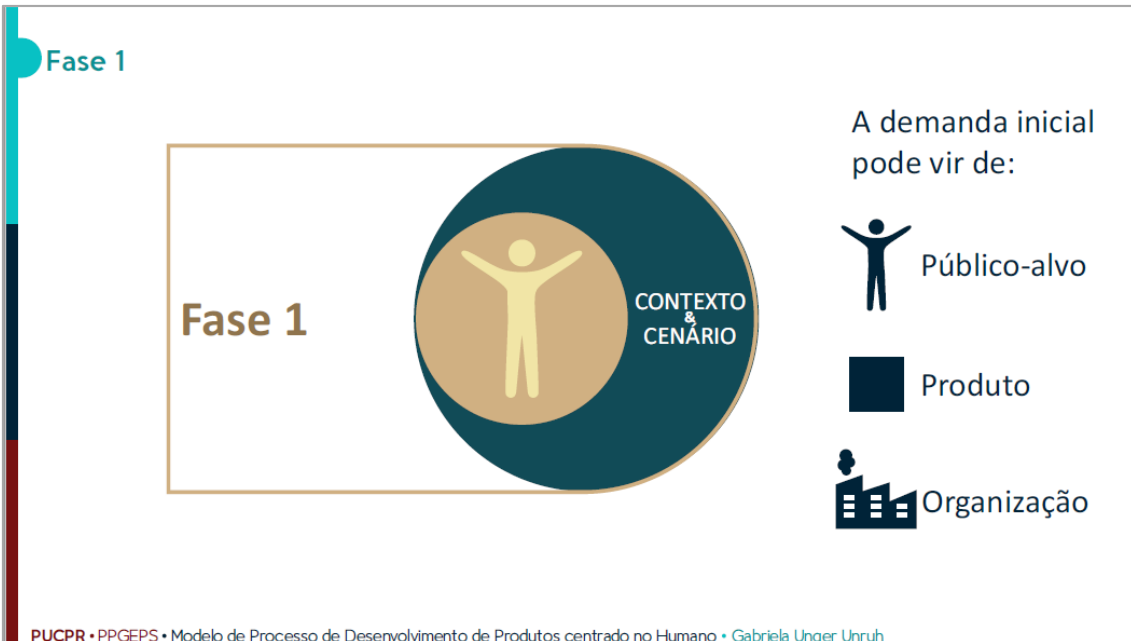 Fase 1
Fase 1
CONTEXTO
&
CENÁRIO
A demanda inicial
pode vir de:
Público-alvo
Produto
Organização
PUCPR • PPGEPS • Modelo de Processo de Desenvolvimento de Produtos centrado no Humano • Gabriela Unger Unruh